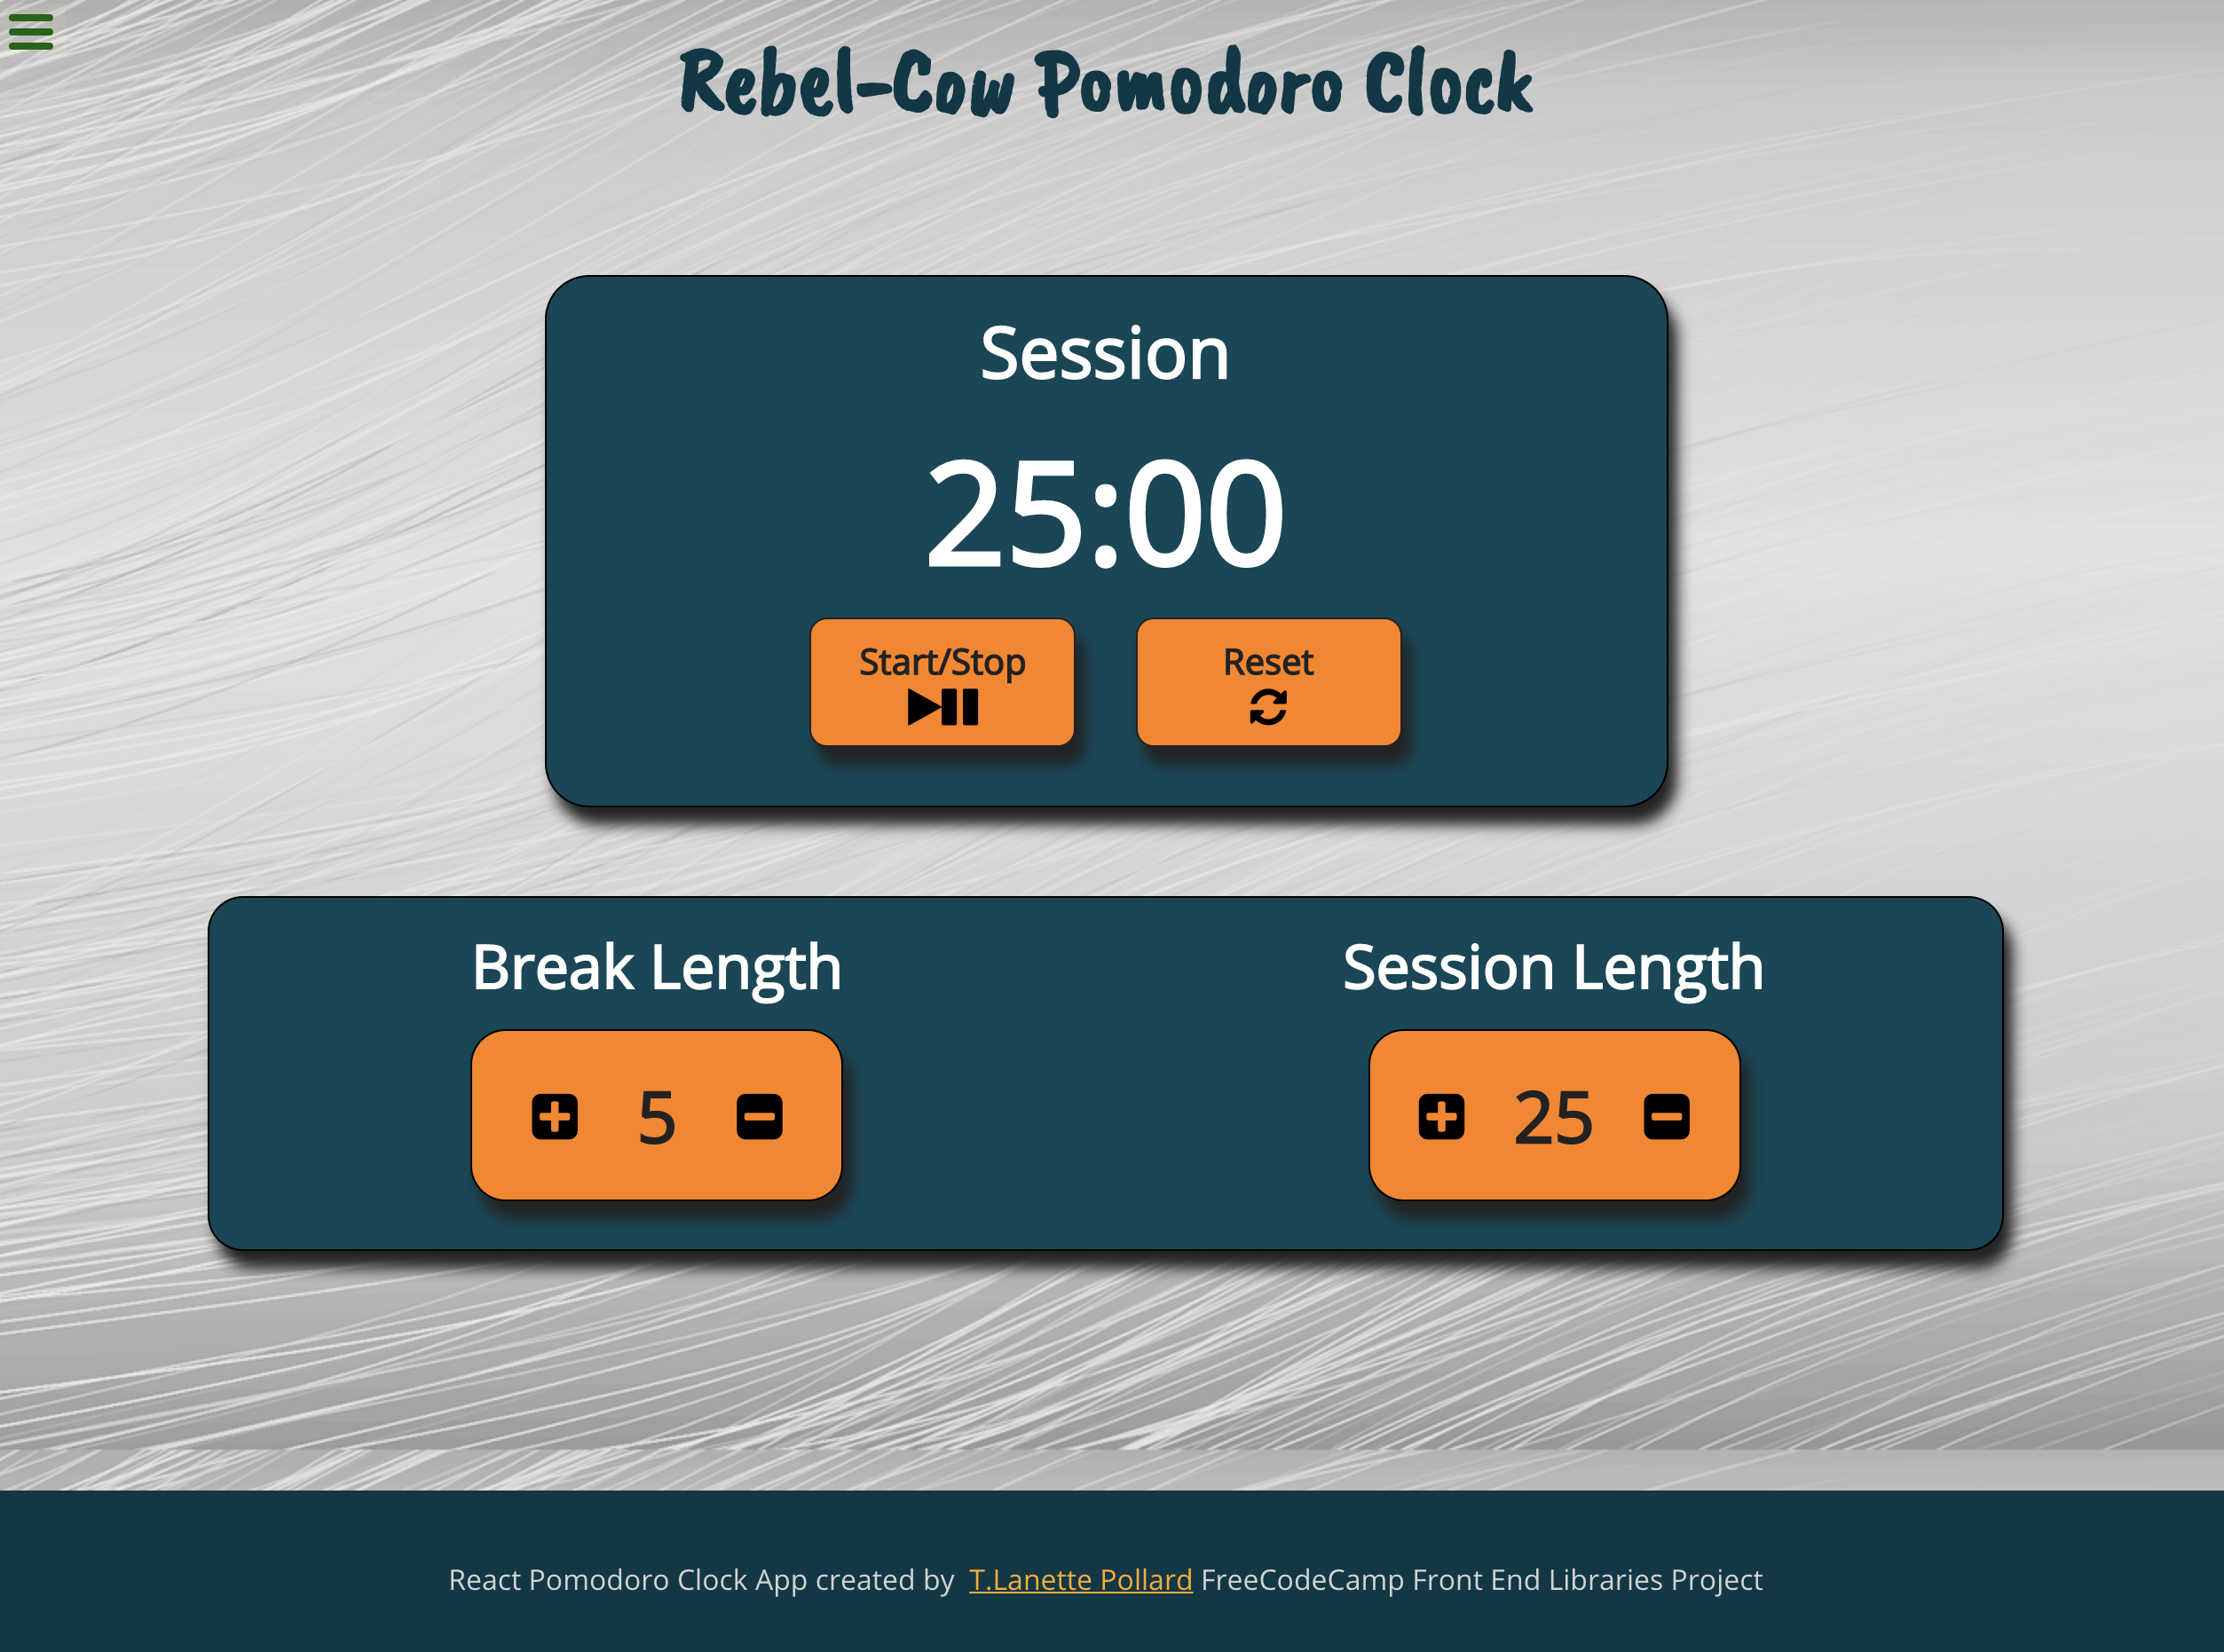 Rebel-Cow Pomodoro Clock
Session
25:00
Start/Stop
Reset
Break Length
Session Length
5
25
React Pomodoro Clock App created by T.Lanette Pollard FreeCodeCamp Front End Libraries Project